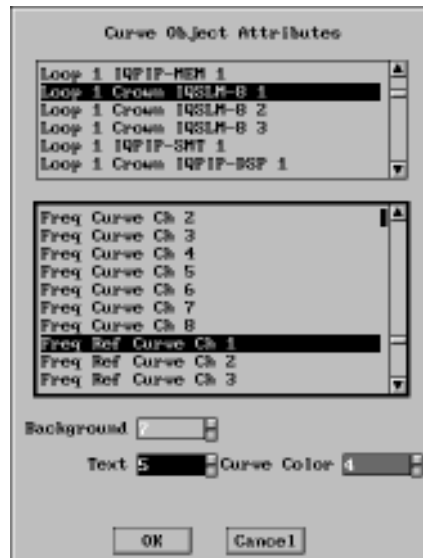 Curve Object Attributes
Loop 1 IQPIP-MEM 1
Loop 1 Crown IQSLM-8 1
Loop 1 Crown IQSLM-8 2
Loop 1 Crown IQSLM-8 3
Loop 1 IQPIP-SMT 1
Loop 1 Crown IQPIP-DSP 1
Freq Curve Ch 2
Freq Curve Ch 3
Freq Curve Ch 4
Freq Curve Ch 5
Freq Curve Ch 6
Freq Curve Ch 7
Freq Curve Ch 8
Freq Ref Curve Ch 1
Freq Ref Curve Ch 2
Freq Ref Curve Ch 3
Background 7
Text 5 Curve Color 4
OK Cancel